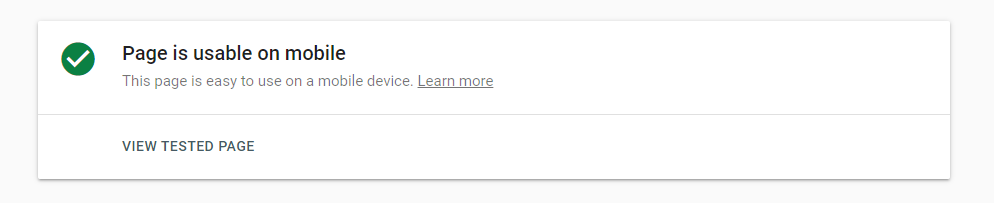 Page is usable on mobile
This page is easy to use on a mobile device. Learn more
VIEW TESTED PAGE